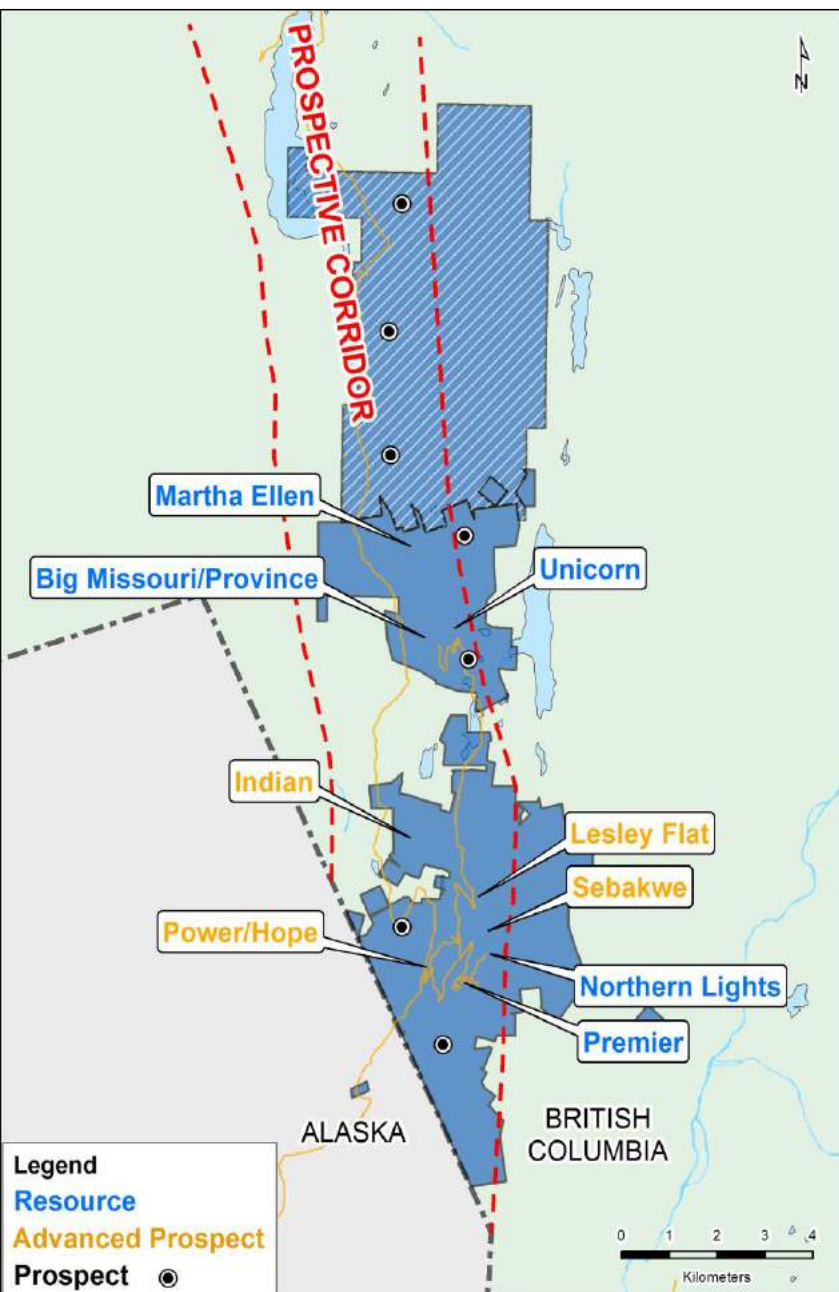 N
PROSPECTIVE CORRIDOR
Martha Ellen
Big Missouri/Province
Unicorn
Indian
Lesley Flat
Sebakwe
Power/Hope
Northern Lights
Premier
ALASKA
BRITISH
COLUMBIA
Legend
Resource
Advanced Prospect
Prospect
0 1 2 3 4
Kilometers